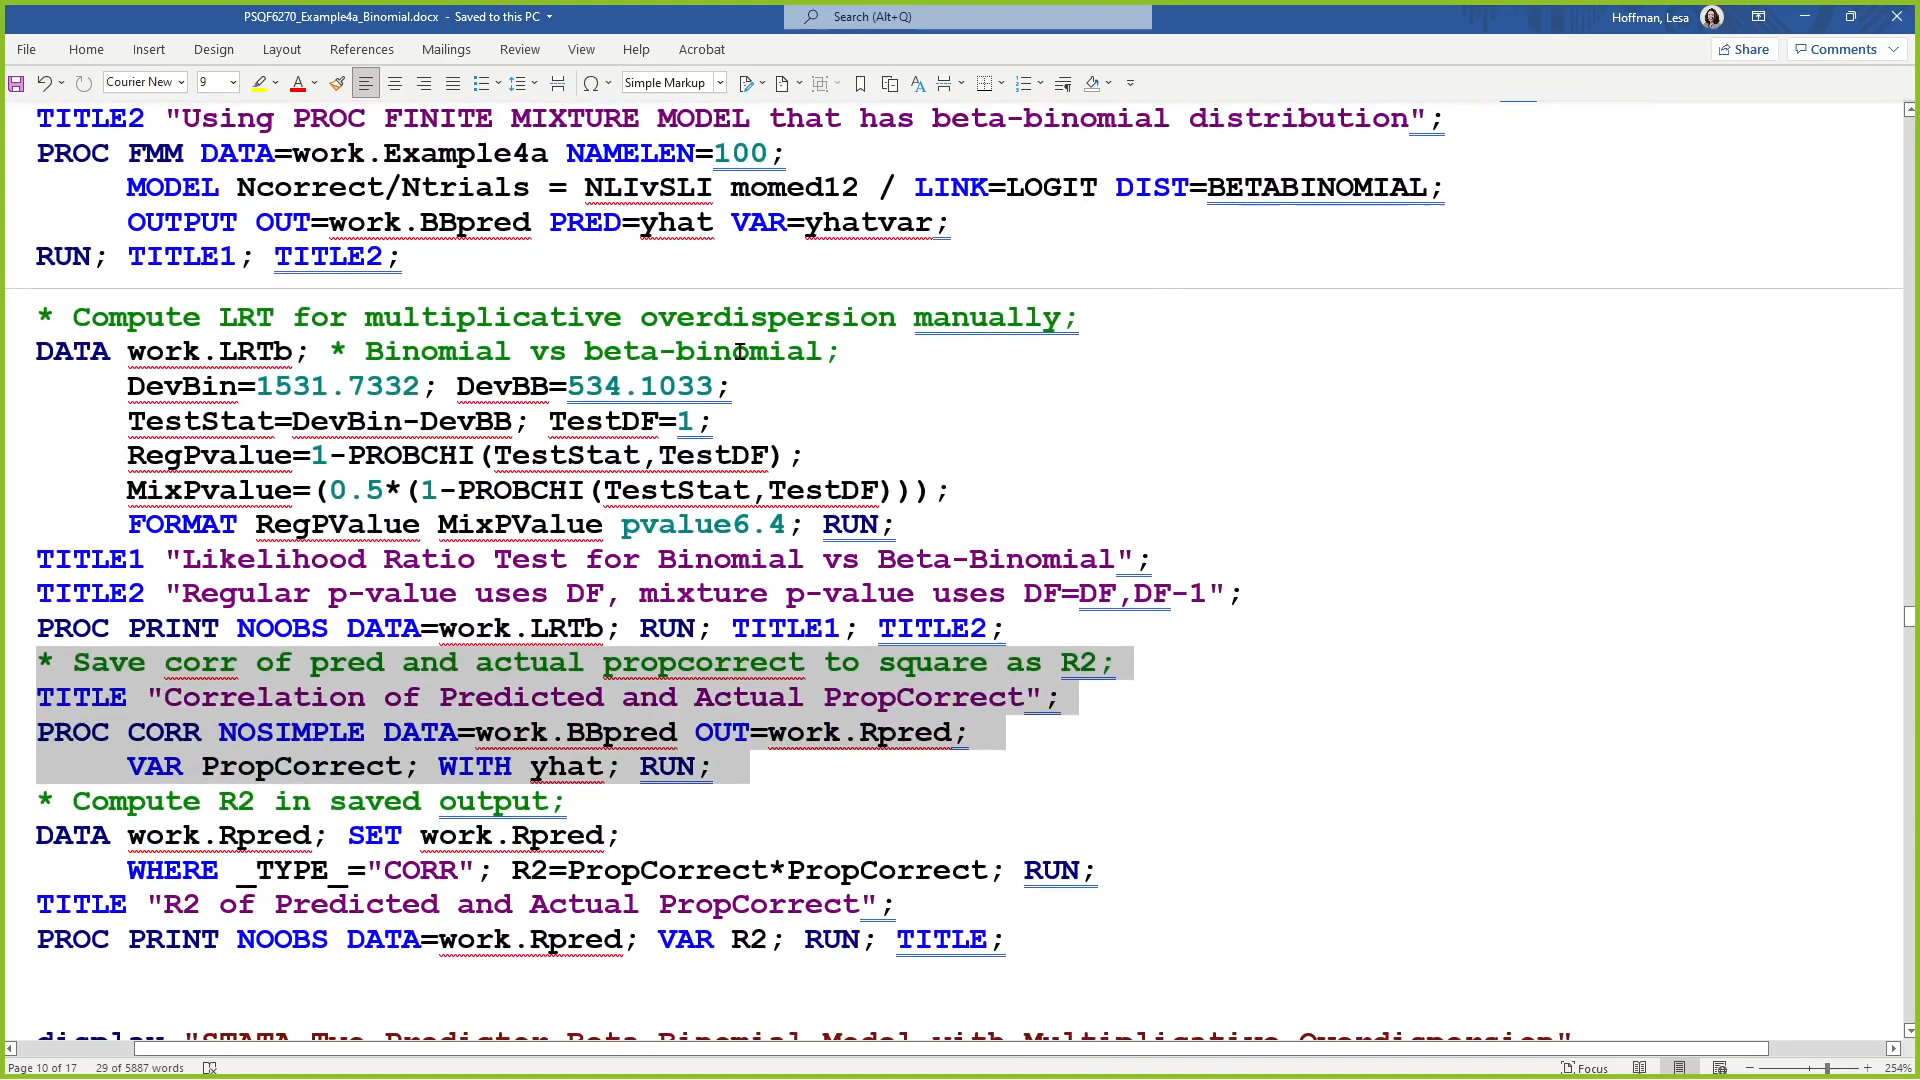 PSQF6270_Example4a_Binomial.docx - Saved to this PC
Search (Alt+Q)
Hoffman, Lesa
File Home Insert Design Layout References Mailings Review View Help Acrobat
Share Comments
Courier New 9 Simple Markup
TITLE2 "Using PROC FINITE MIXTURE MODEL that has beta-binomial distribution";
PROC FMM DATA=work.Example4a NAMELEN=100;
MODEL Ncorrect/Ntrials = NLIvSLI momed12 / LINK=LOGIT DIST=BETABINOMIAL;
OUTPUT OUT=work.BBpred PRED=yhat VAR=yhatvar;
RUN; TITLE1; TITLE2;
* Compute LRT for multiplicative overdispersion manually;
DATA work.LRTb; * Binomial vs beta-binomial;
DevBin=1531.7332; DevBB=534.1033;
TestStat=DevBin-DevBB; TestDF=1;
RegPvalue=1-PROBCHI(TestStat,TestDF);
MixPvalue=(0.5*(1-PROBCHI(TestStat,TestDF)));
FORMAT RegPValue MixPValue pvalue6.4; RUN;
TITLE1 "Likelihood Ratio Test for Binomial vs Beta-Binomial";
TITLE2 "Regular p-value uses DF, mixture p-value uses DF=DF,DF-1";
PROC PRINT NOOBS DATA=work.LRTb; RUN; TITLE1; TITLE2;
* Save corr of pred and actual propcorrect to square as R2;
TITLE "Correlation of Predicted and Actual PropCorrect";
PROC CORR NOSIMPLE DATA=work.BBpred OUT=work.Rpred;
VAR PropCorrect; WITH yhat; RUN;
* Compute R2 in saved output;
DATA work.Rpred; SET work.Rpred;
WHERE _TYPE_="CORR"; R2=PropCorrect*PropCorrect; RUN;
TITLE "R2 of Predicted and Actual PropCorrect";
PROC PRINT NOOBS DATA=work.Rpred; VAR R2; RUN; TITLE;
display "STATA Two Predictor Beta-Binomial Model with Multiplicative Overdispersion"
Page 10 of 17 29 of 5887 words
Focus 254%